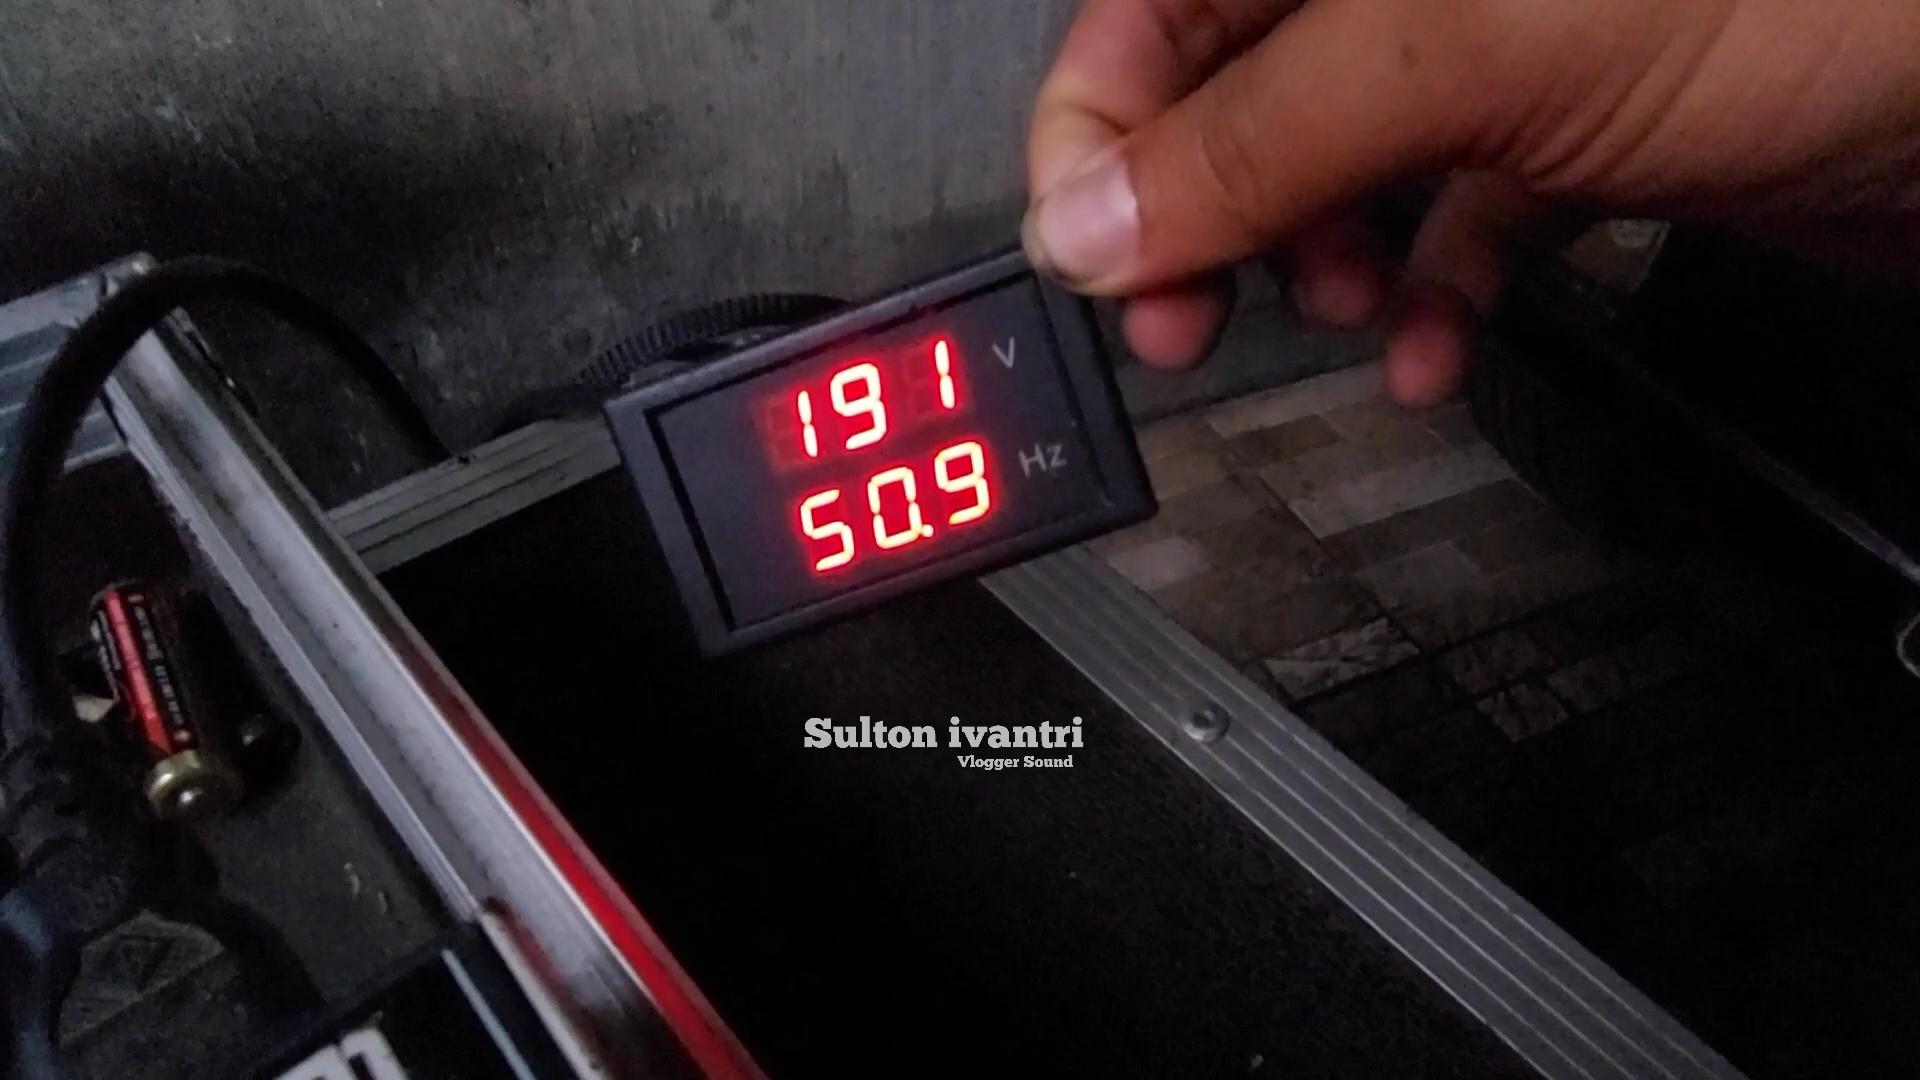 191 V
50.9 Hz
Sulton ivantri
Vlogger Sound